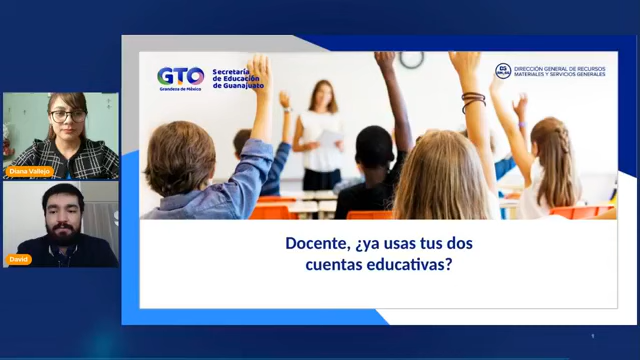 GTO
Grandeza de México
Secretaría
de Educación
de Guanajuato
DIRECCIÓN GENERAL DE RECURSOS
MATERIALES Y SERVICIOS GENERALES
Diana Vallejo
David
Docente, ¿ya usas tus dos
cuentas educativas?